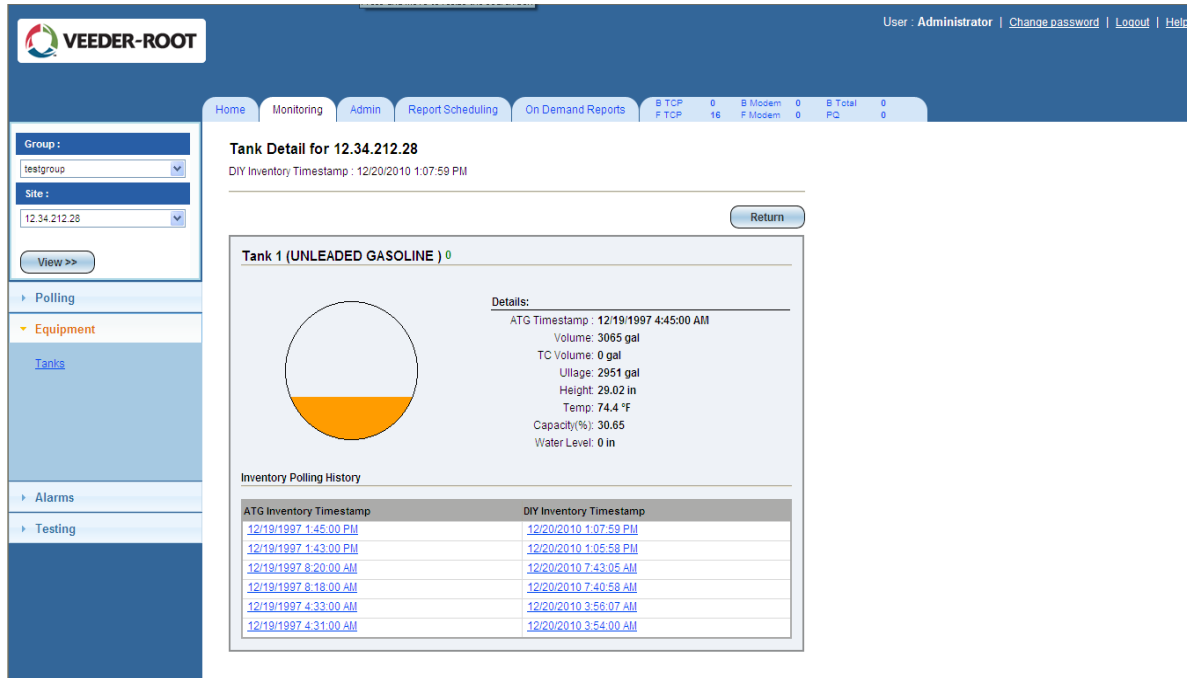 VEEDER-ROOT
User : Administrator | Change password | Logout | Help
Home Monitoring Admin Report Scheduling On Demand Reports
B TCP 0 B Modem 0 B Total 0
F TCP 16 F Modem 0 PQ 0
Group :
testgroup
Site :
12.34.212.28
View >>
Polling
Equipment
Tanks
Alarms
Testing
Tank Detail for 12.34.212.28
DIY Inventory Timestamp : 12/20/2010 1:07:59 PM
Return
Tank 1 (UNLEADED GASOLINE ) 0
Details:
ATG Timestamp : 12/19/1997 4:45:00 AM
Volume: 3065 gal
TC Volume: 0 gal
Ullage: 2951 gal
Height: 29.02 in
Temp: 74.4 °F
Capacity(%): 30.65
Water Level: 0 in
Inventory Polling History
ATG Inventory Timestamp DIY Inventory Timestamp
12/19/1997 1:45:00 PM 12/20/2010 1:07:59 PM
12/19/1997 1:43:00 PM 12/20/2010 1:05:58 PM
12/19/1997 8:20:00 AM 12/20/2010 7:43:05 AM
12/19/1997 8:18:00 AM 12/20/2010 7:40:58 AM
12/19/1997 4:33:00 AM 12/20/2010 3:56:07 AM
12/19/1997 4:31:00 AM 12/20/2010 3:54:00 AM